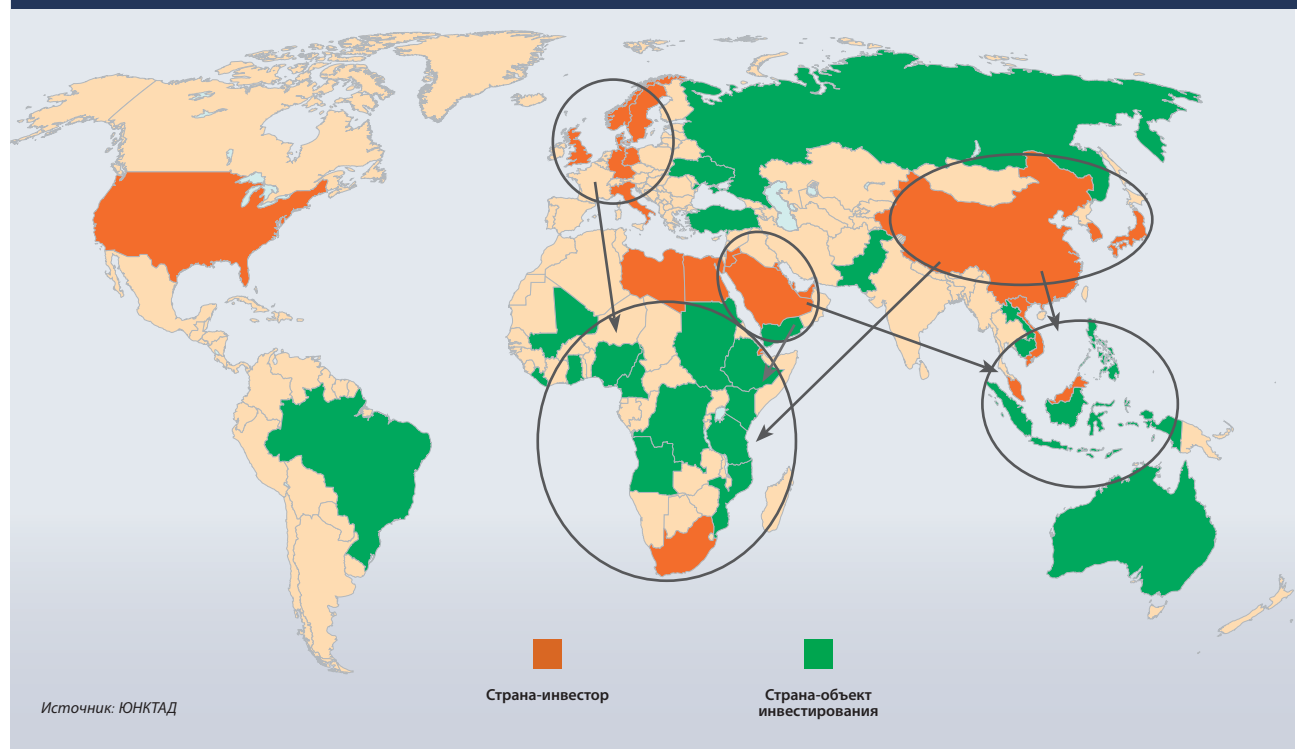 Страна-инвестор
Страна-объект
инвестирования
Источник: ЮНКТАД